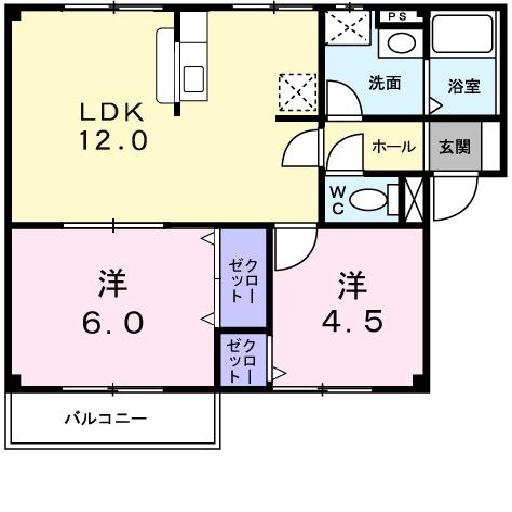 PS
洗面
浴室
LDK
12.0
ホール
玄関
WC
洋
6.0
クローゼット
洋
4.5
クローゼット
バルコニー